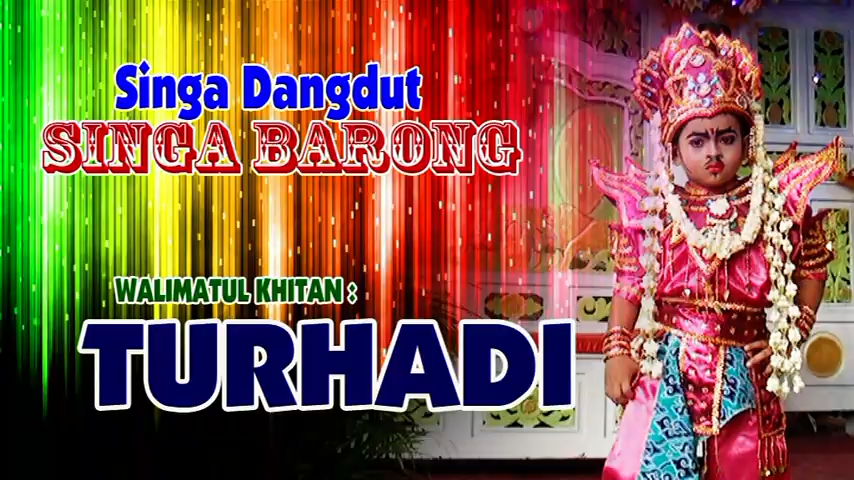 Singa Dangdut
SINGA BARONG
WALIMATUL KHITAN :
TURHADI